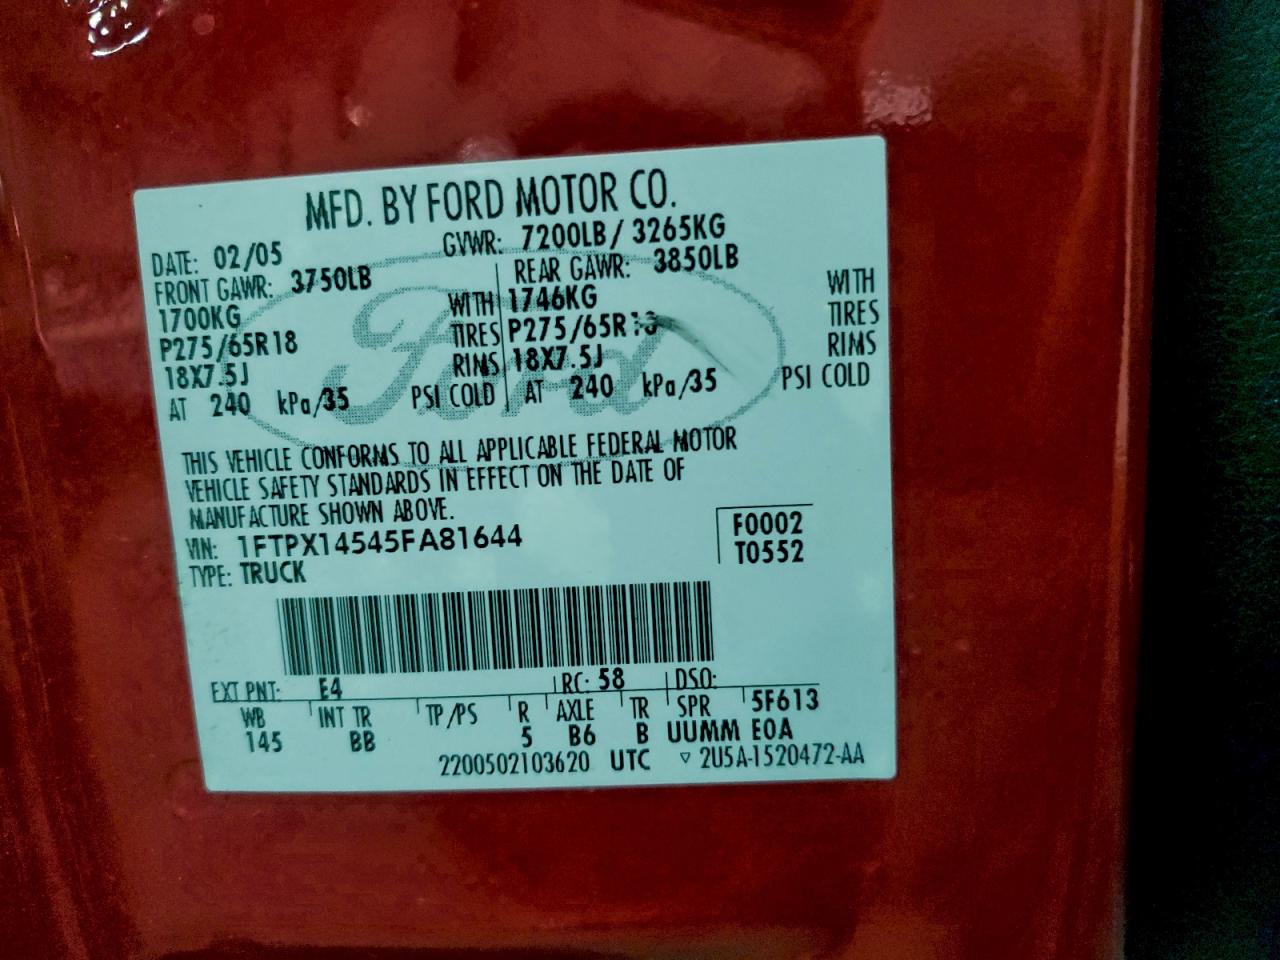 MFD. BY FORD MOTOR CO.
DATE: 02/05 GVWR: 7200LB / 3265KG
FRONT GAWR: 3750LB REAR GAWR: 3850LB
1700KG WITH 1746KG WITH
P275/65R18 TIRES P275/65R18 TIRES
18X7.5J RIMS 18X7.5J RIMS
AT 240 kPa/35 PSI COLD AT 240 kPa/35 PSI COLD
Ford
THIS VEHICLE CONFORMS TO ALL APPLICABLE FEDERAL MOTOR
VEHICLE SAFETY STANDARDS IN EFFECT ON THE DATE OF
MANUFACTURE SHOWN ABOVE.
VIN: 1FTPX14545FA81644 F0002
TYPE: TRUCK T0552
EXT PNT: E4 RC: 58 DSO:
WB INT TR TP/PS R AXLE TR SPR 5F613
145 BB 5 B6 B UUMM E0A
2200502103620 UTC ▽ 2U5A-1520472-AA